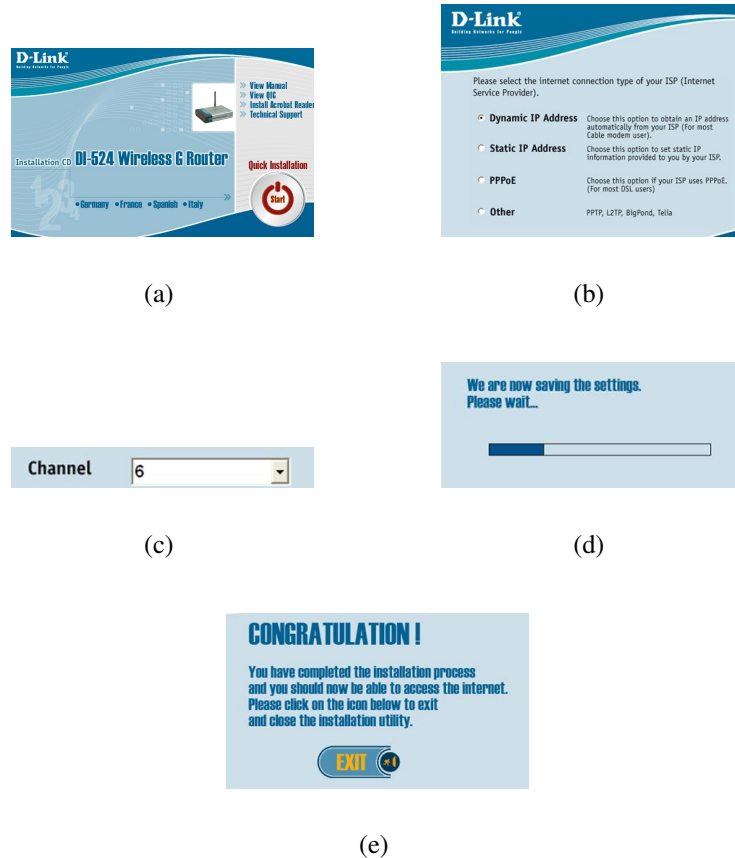 D-Link
Building Networks for People
View Manual
View QIG
Install Acrobat Reader
Technical Support
Installation CD DI-524 Wireless G Router
Quick Installation
Start
•Germany •France •Spanish •Italy
(a)
D-Link
Building Networks for People
Please select the internet connection type of your ISP (Internet
Service Provider).
Dynamic IP Address Choose this option to obtain an IP address
automatically from your ISP (For most
Cable modem user).
Static IP Address Choose this option to set static IP
information provided to you by your ISP.
PPPoE Choose this option if your ISP uses PPPoE.
(For most DSL users)
Other PPTP, L2TP, BigPond, Telia
(b)
Channel 6
(c)
We are now saving the settings.
Please wait...
(d)
CONGRATULATION !
You have completed the installation process
and you should now be able to access the internet.
Please click on the icon below to exit
and close the installation utility.
EXIT
(e)